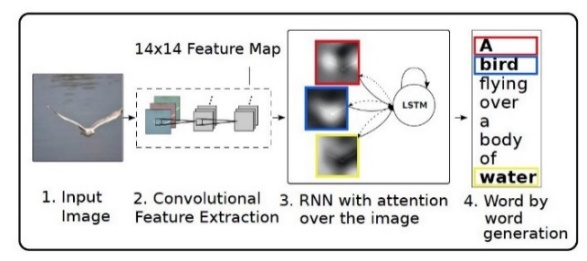 14x14 Feature Map
LSTM
A
bird
flying
over
a
body
of
water
1. Input
Image
2. Convolutional
Feature Extraction
3. RNN with attention
over the image
4. Word by
word
generation